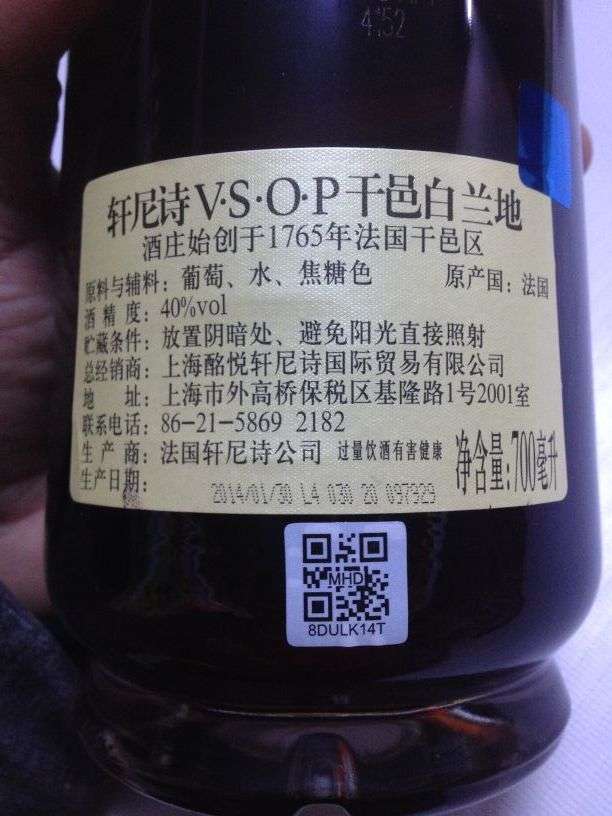 4:52
轩尼诗V·S·O·P干邑白兰地
酒庄始创于1765年法国干邑区
原料与辅料：葡萄、水、焦糖色 原产国：法国
酒精度：40%vol
贮藏条件：放置阴暗处、避免阳光直接照射
总经销商：上海酩悦轩尼诗国际贸易有限公司
地址：上海市外高桥保税区基隆路1号2001室
联系电话：86-21-5869 2182
生产商：法国轩尼诗公司 过量饮酒有害健康 净含量:700毫升
生产日期：
2014/01/30 L4 030 20 097929
MHD
8DULK14T